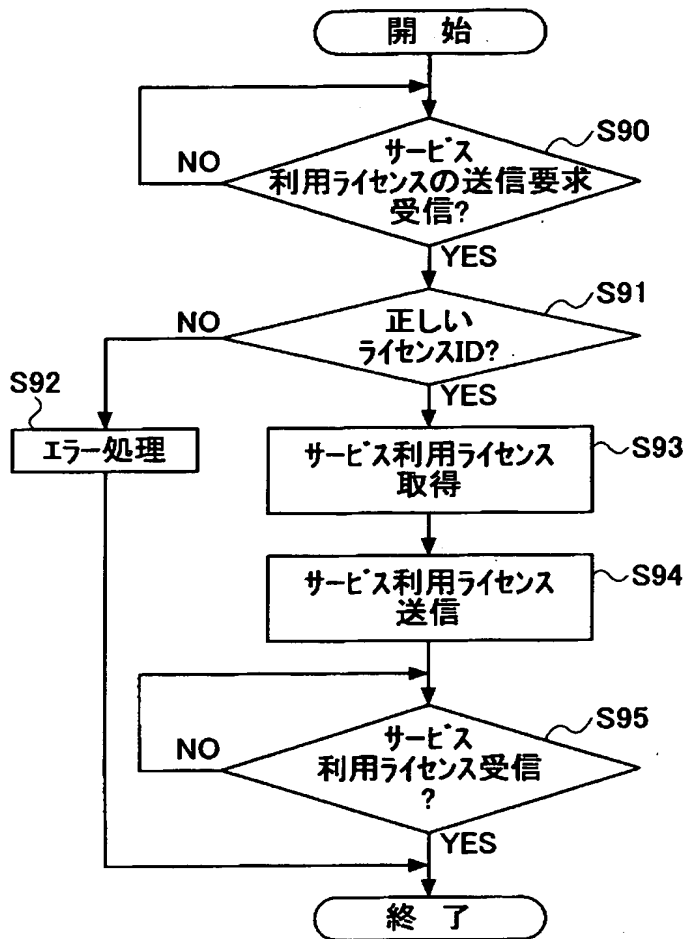 開 始
S90
サービス
NO
利用ライセンスの送信要求
受信?
YES
S91
NO
正しい
ライセンスID?
S92
YES
エラー処理
サービス利用ライセンス
S93
取得
サービス利用ライセンス
S94
送信
S95
サービス
NO
利用ライセンス受信
?
YES
終 了